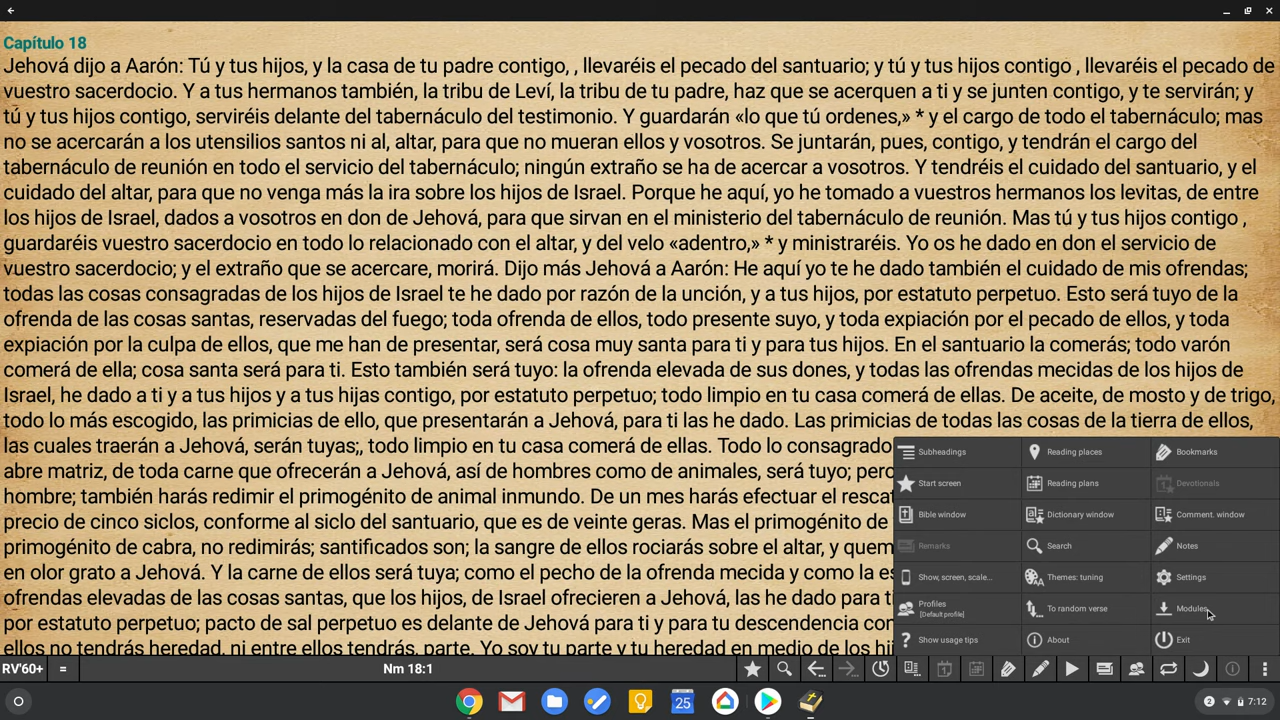 Capítulo 18
Jehová dijo a Aarón: Tú y tus hijos, y la casa de tu padre contigo, , llevaréis el pecado del santuario; y tú y tus hijos contigo , llevaréis el pecado de
vuestro sacerdocio. Y a tus hermanos también, la tribu de Leví, la tribu de tu padre, haz que se acerquen a ti y se junten contigo, y te servirán; y
tú y tus hijos contigo, serviréis delante del tabernáculo del testimonio. Y guardarán «lo que tú ordenes,» * y el cargo de todo el tabernáculo; mas
no se acercarán a los utensilios santos ni al, altar, para que no mueran ellos y vosotros. Se juntarán, pues, contigo, y tendrán el cargo del
tabernáculo de reunión en todo el servicio del tabernáculo; ningún extraño se ha de acercar a vosotros. Y tendréis el cuidado del santuario, y el
cuidado del altar, para que no venga más la ira sobre los hijos de Israel. Porque he aquí, yo he tomado a vuestros hermanos los levitas, de entre
los hijos de Israel, dados a vosotros en don de Jehová, para que sirvan en el ministerio del tabernáculo de reunión. Mas tú y tus hijos contigo ,
guardaréis vuestro sacerdocio en todo lo relacionado con el altar, y del velo «adentro,» * y ministraréis. Yo os he dado en don el servicio de
vuestro sacerdocio; y el extraño que se acercare, morirá. Dijo más Jehová a Aarón: He aquí yo te he dado también el cuidado de mis ofrendas;
todas las cosas consagradas de los hijos de Israel te he dado por razón de la unción, y a tus hijos, por estatuto perpetuo. Esto será tuyo de la
ofrenda de las cosas santas, reservadas del fuego; toda ofrenda de ellos, todo presente suyo, y toda expiación por el pecado de ellos, y toda
expiación por la culpa de ellos, que me han de presentar, será cosa muy santa para ti y para tus hijos. En el santuario la comerás; todo varón
comerá de ella; cosa santa será para ti. Esto también será tuyo: la ofrenda elevada de sus dones, y todas las ofrendas mecidas de los hijos de
Israel, he dado a ti y a tus hijos y a tus hijas contigo, por estatuto perpetuo; todo limpio en tu casa comerá de ellas. De aceite, de mosto y de trigo,
todo lo más escogido, las primicias de ello, que presentarán a Jehová, para ti las he dado. Las primicias de todas las cosas de la tierra de ellos,
las cuales traerán a Jehová, serán tuyas;, todo limpio en tu casa comerá de ellas. Todo lo consagrado
abre matriz, de toda carne que ofrecerán a Jehová, así de hombres como de animales, será tuyo; pero
hombre; también harás redimir el primogénito de animal inmundo. De un mes harás efectuar el rescat
precio de cinco siclos, conforme al siclo del santuario, que es de veinte geras. Mas el primogénito de
primogénito de cabra, no redimirás; santificados son; la sangre de ellos rociarás sobre el altar, y quem
en olor grato a Jehová. Y la carne de ellos será tuya; como el pecho de la ofrenda mecida y como la es
ofrendas elevadas de las cosas santas, que los hijos, de Israel ofrecieren a Jehová, las he dado para ti
por estatuto perpetuo; pacto de sal perpetuo es delante de Jehová para ti y para tu descendencia con
ellos no tendrás heredad, ni entre ellos tendrás, parte. Yo soy tu parte y tu heredad en medio de los hi
Subheadings Reading places Bookmarks
Start screen Reading plans Devotionals
Bible window Dictionary window Comment. window
Remarks Search Notes
Show, screen, scale... Themes: tuning Settings
Profiles To random verse Modules
[Default profile]
Show usage tips About Exit
RV'60+ = Nm 18:1
31
2 7:12